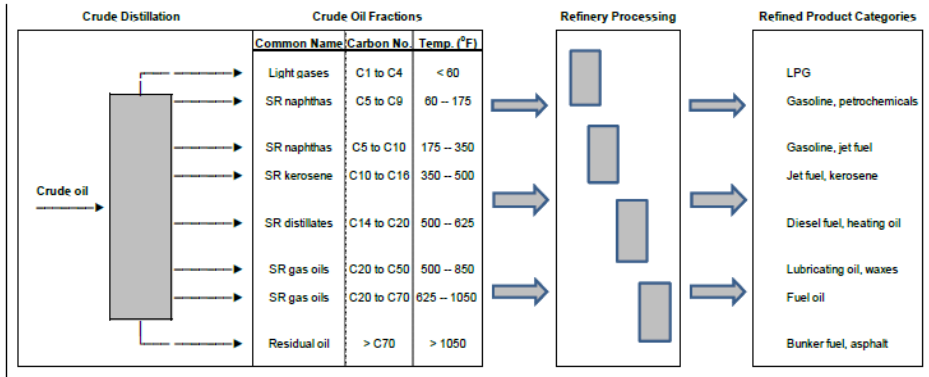 Crude Distillation Crude Oil Fractions Refinery Processing Refined Product Categories
Common Name Carbon No. Temp. (°F)
Light gases C1 to C4 < 60 LPG
SR naphthas C5 to C9 60 -- 175 Gasoline, petrochemicals
SR naphthas C5 to C10 175 -- 350 Gasoline, jet fuel
SR kerosene C10 to C16 350 -- 500 Jet fuel, kerosene
Crude oil
SR distillates C14 to C20 500 -- 625 Diesel fuel, heating oil
SR gas oils C20 to C50 500 -- 850 Lubricating oil, waxes
SR gas oils C20 to C70 625 -- 1050 Fuel oil
Residual oil > C70 > 1050 Bunker fuel, asphalt